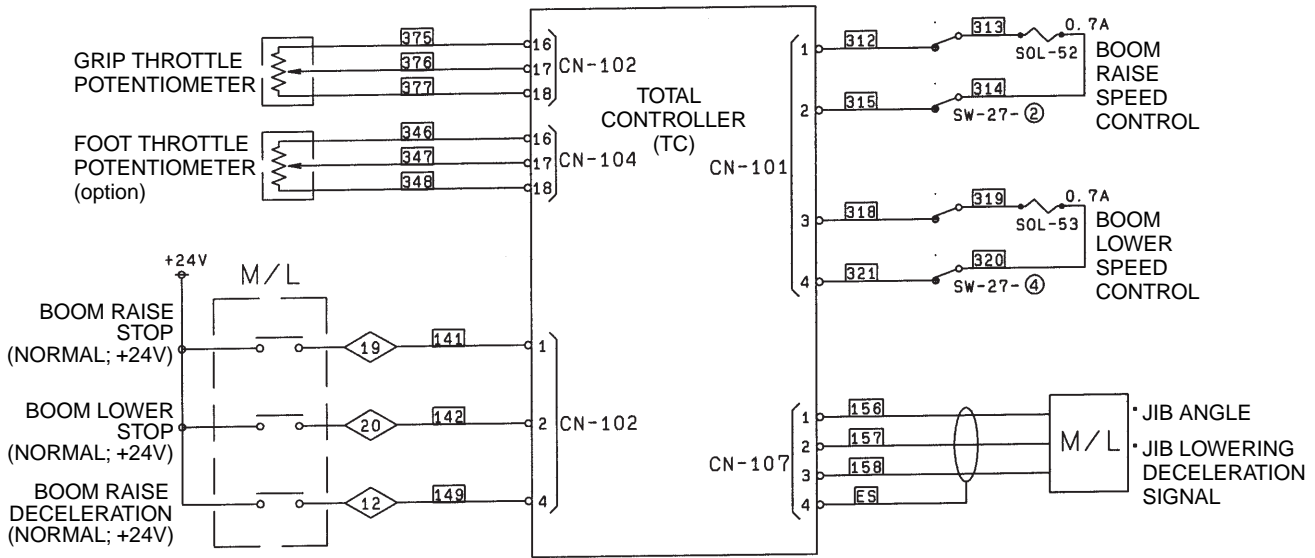 GRIP THROTTLE
POTENTIOMETER
375
376
377
16
17
18
CN-102
FOOT THROTTLE
POTENTIOMETER
(option)
346
347
348
16
17
18
CN-104
TOTAL
CONTROLLER
(TC)
CN-101
1
312
313
0.7A
SOL-52
2
315
314
SW-27-②
BOOM
RAISE
SPEED
CONTROL
3
318
319
0.7A
SOL-53
4
321
320
SW-27-④
BOOM
LOWER
SPEED
CONTROL
+24V
M/L
BOOM RAISE
STOP
(NORMAL; +24V)
19
141
1
BOOM LOWER
STOP
(NORMAL; +24V)
20
142
2
CN-102
BOOM RAISE
DECELERATION
(NORMAL; +24V)
12
149
4
CN-107
1
156
2
157
3
158
4
ES
M/L
· JIB ANGLE
· JIB LOWERING
DECELERATION
SIGNAL